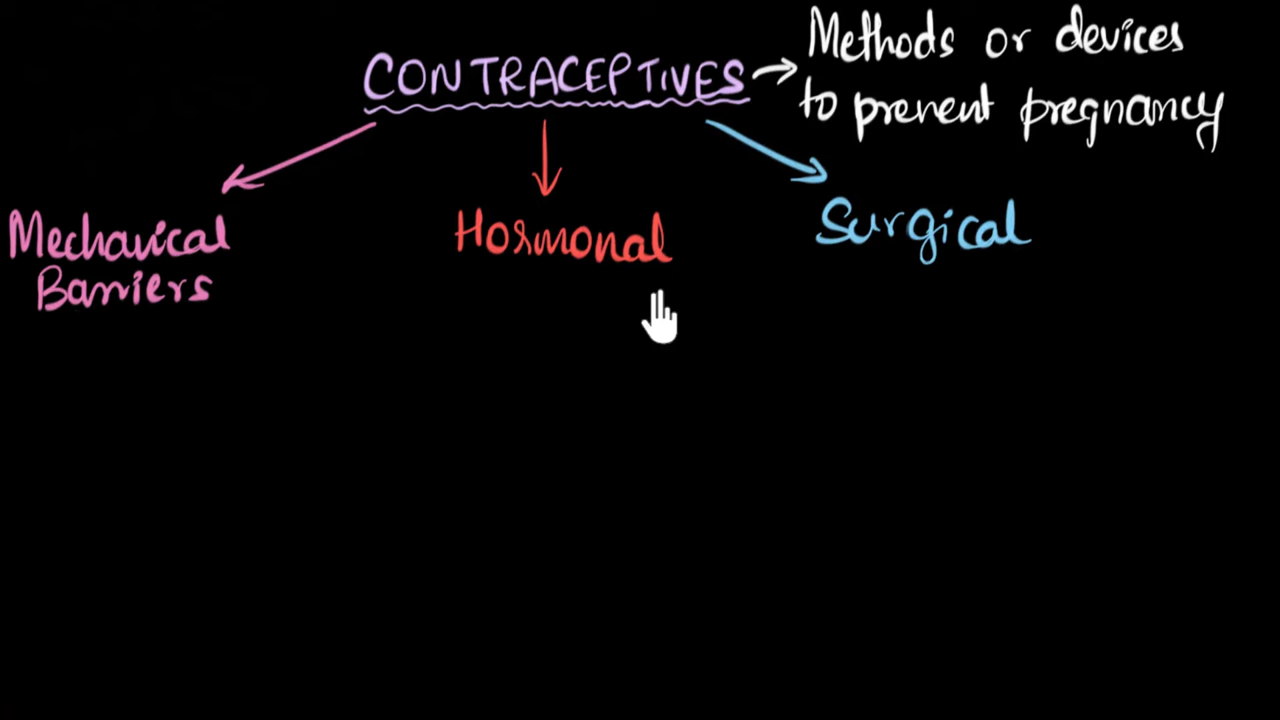 CONTRACEPTIVES
Methods or devices
to prevent pregnancy
Mechanical
Barriers
Hormonal
Surgical